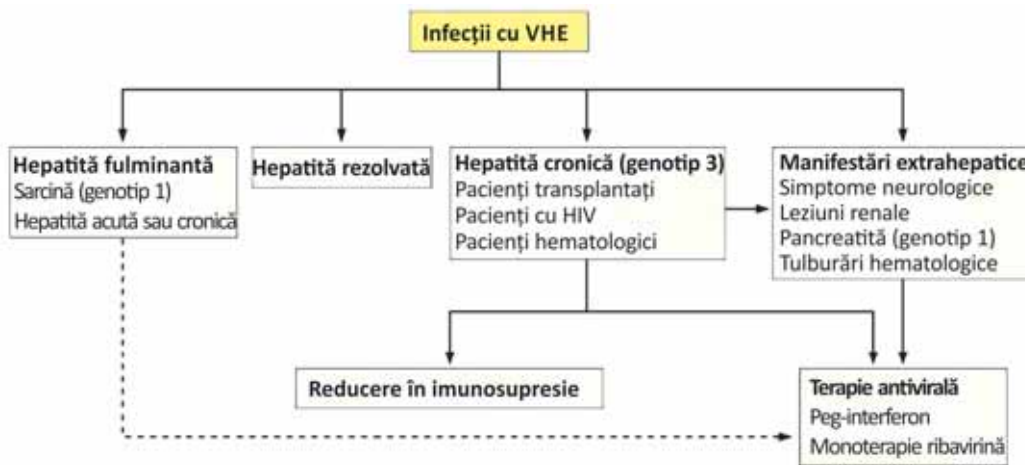 Infecții cu VHE
Hepatită fulminantă
Sarcină (genotip 1)
Hepatită acută sau cronică
Hepatită rezolvată
Hepatită cronică (genotip 3)
Pacienți transplantați
Pacienți cu HIV
Pacienți hematologici
Manifestări extrahepatice
Simptome neurologice
Leziuni renale
Pancreatită (genotip 1)
Tulburări hematologice
Reducere în imunosupresie
Terapie antivirală
Peg-interferon
Monoterapie ribavirină